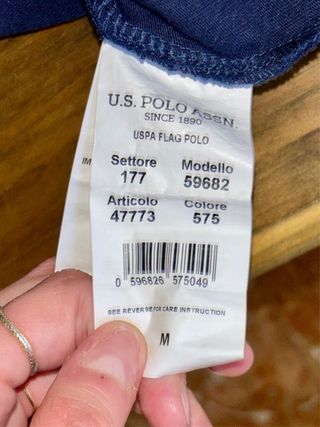 U.S. POLO ASSN.
SINCE 1890
USPA FLAG POLO
Settore Modello
177 59682
Articolo Colore
47773 575
0 596826 575049
SEE REVERSE FOR CARE INSTRUCTION
M
IM